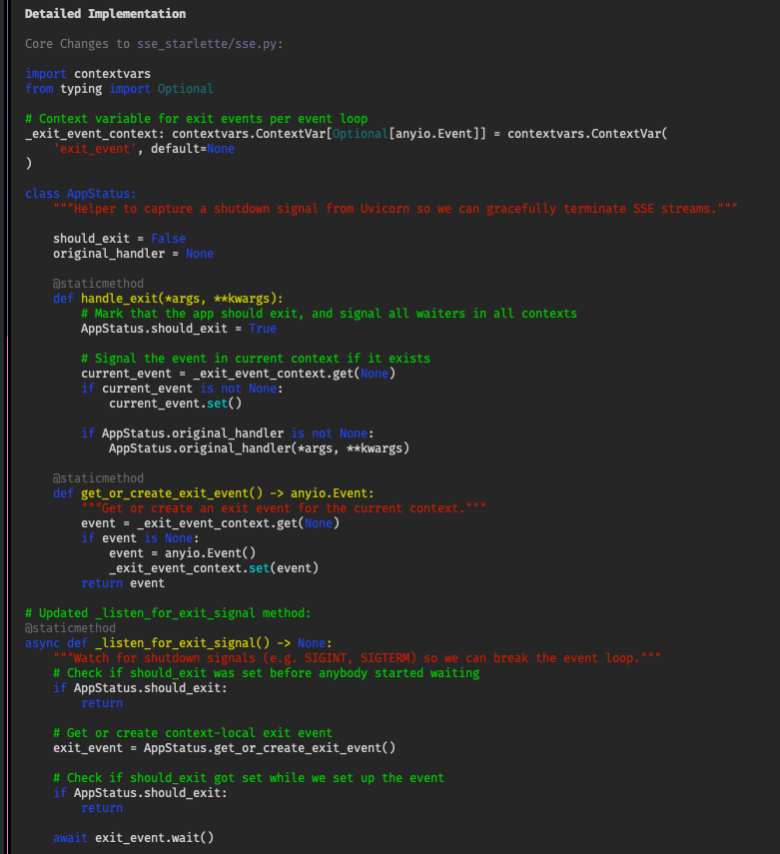 Detailed Implementation
Core Changes to sse_starlette/sse.py:
import contextvars
from typing import Optional
# Context variable for exit events per event loop
_exit_event_context: contextvars.ContextVar[Optional[anyio.Event]] = contextvars.ContextVar(
    'exit_event', default=None
)
class AppStatus:
    """Helper to capture a shutdown signal from Uvicorn so we can gracefully terminate SSE streams."""
    should_exit = False
    original_handler = None
    @staticmethod
    def handle_exit(*args, **kwargs):
        # Mark that the app should exit, and signal all waiters in all contexts
        AppStatus.should_exit = True
        # Signal the event in current context if it exists
        current_event = _exit_event_context.get(None)
        if current_event is not None:
            current_event.set()
        if AppStatus.original_handler is not None:
            AppStatus.original_handler(*args, **kwargs)
    @staticmethod
    def get_or_create_exit_event() -> anyio.Event:
        """Get or create an exit event for the current context."""
        event = _exit_event_context.get(None)
        if event is None:
            event = anyio.Event()
            _exit_event_context.set(event)
        return event
# Updated _listen_for_exit_signal method:
@staticmethod
async def _listen_for_exit_signal() -> None:
    """Watch for shutdown signals (e.g. SIGINT, SIGTERM) so we can break the event loop."""
    # Check if should_exit was set before anybody started waiting
    if AppStatus.should_exit:
        return
    # Get or create context-local exit event
    exit_event = AppStatus.get_or_create_exit_event()
    # Check if should_exit got set while we set up the event
    if AppStatus.should_exit:
        return
    await exit_event.wait()